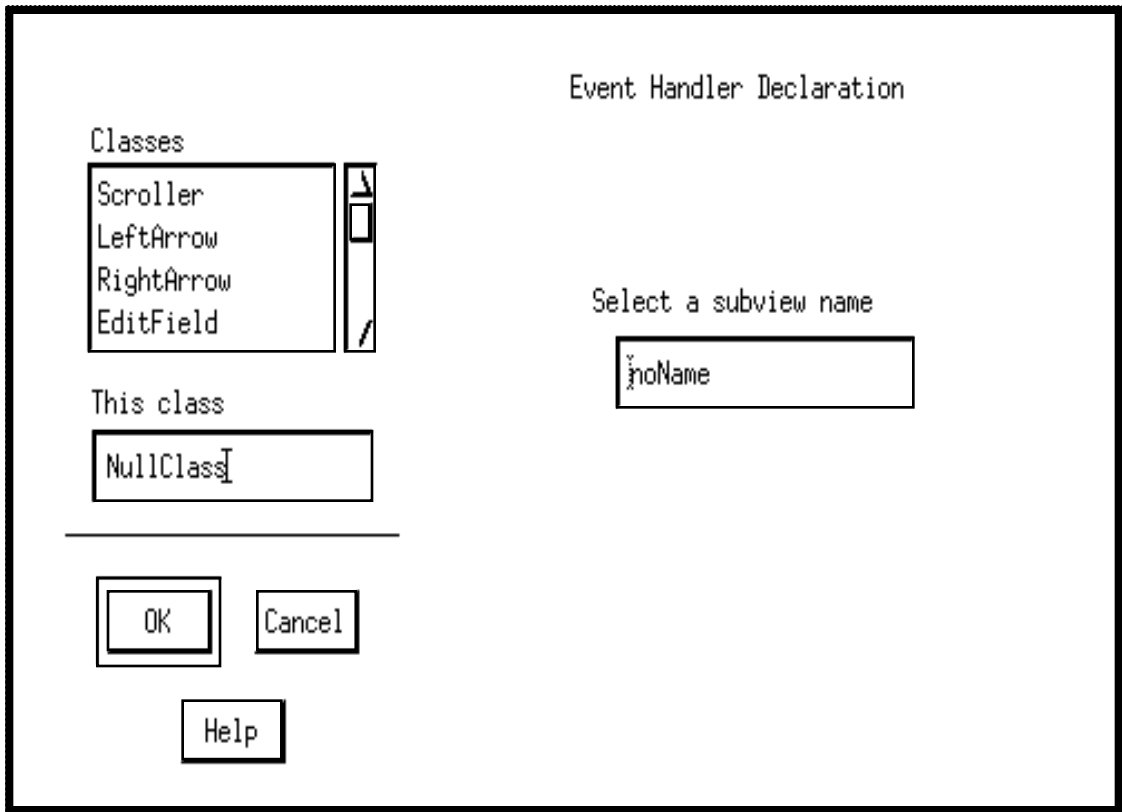 Event Handler Declaration
Classes
Scroller
LeftArrow
RightArrow
EditField
Select a subview name
noName
This class
NullClass
OK
Cancel
Help